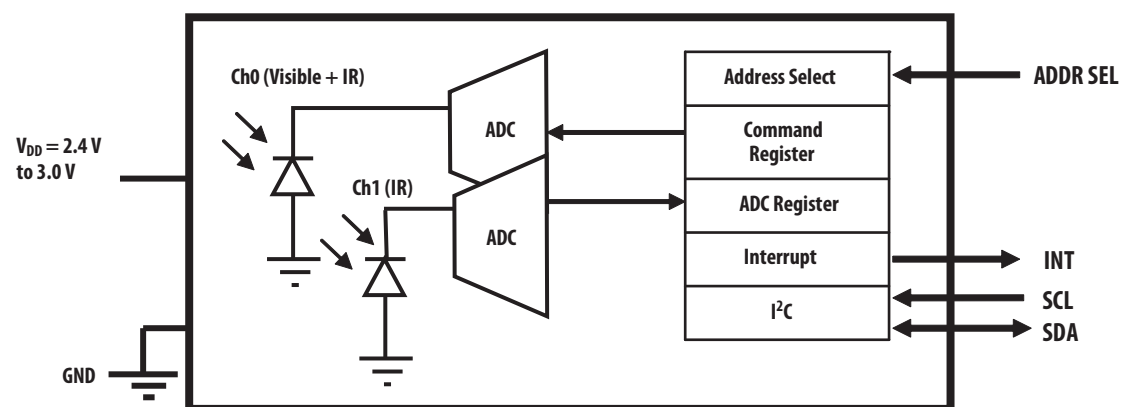 Ch0 (Visible + IR)
ADC
V_DD = 2.4 V
to 3.0 V
Ch1 (IR)
ADC
GND
Address Select
Command
Register
ADC Register
Interrupt
I²C
ADDR SEL
INT
SCL
SDA